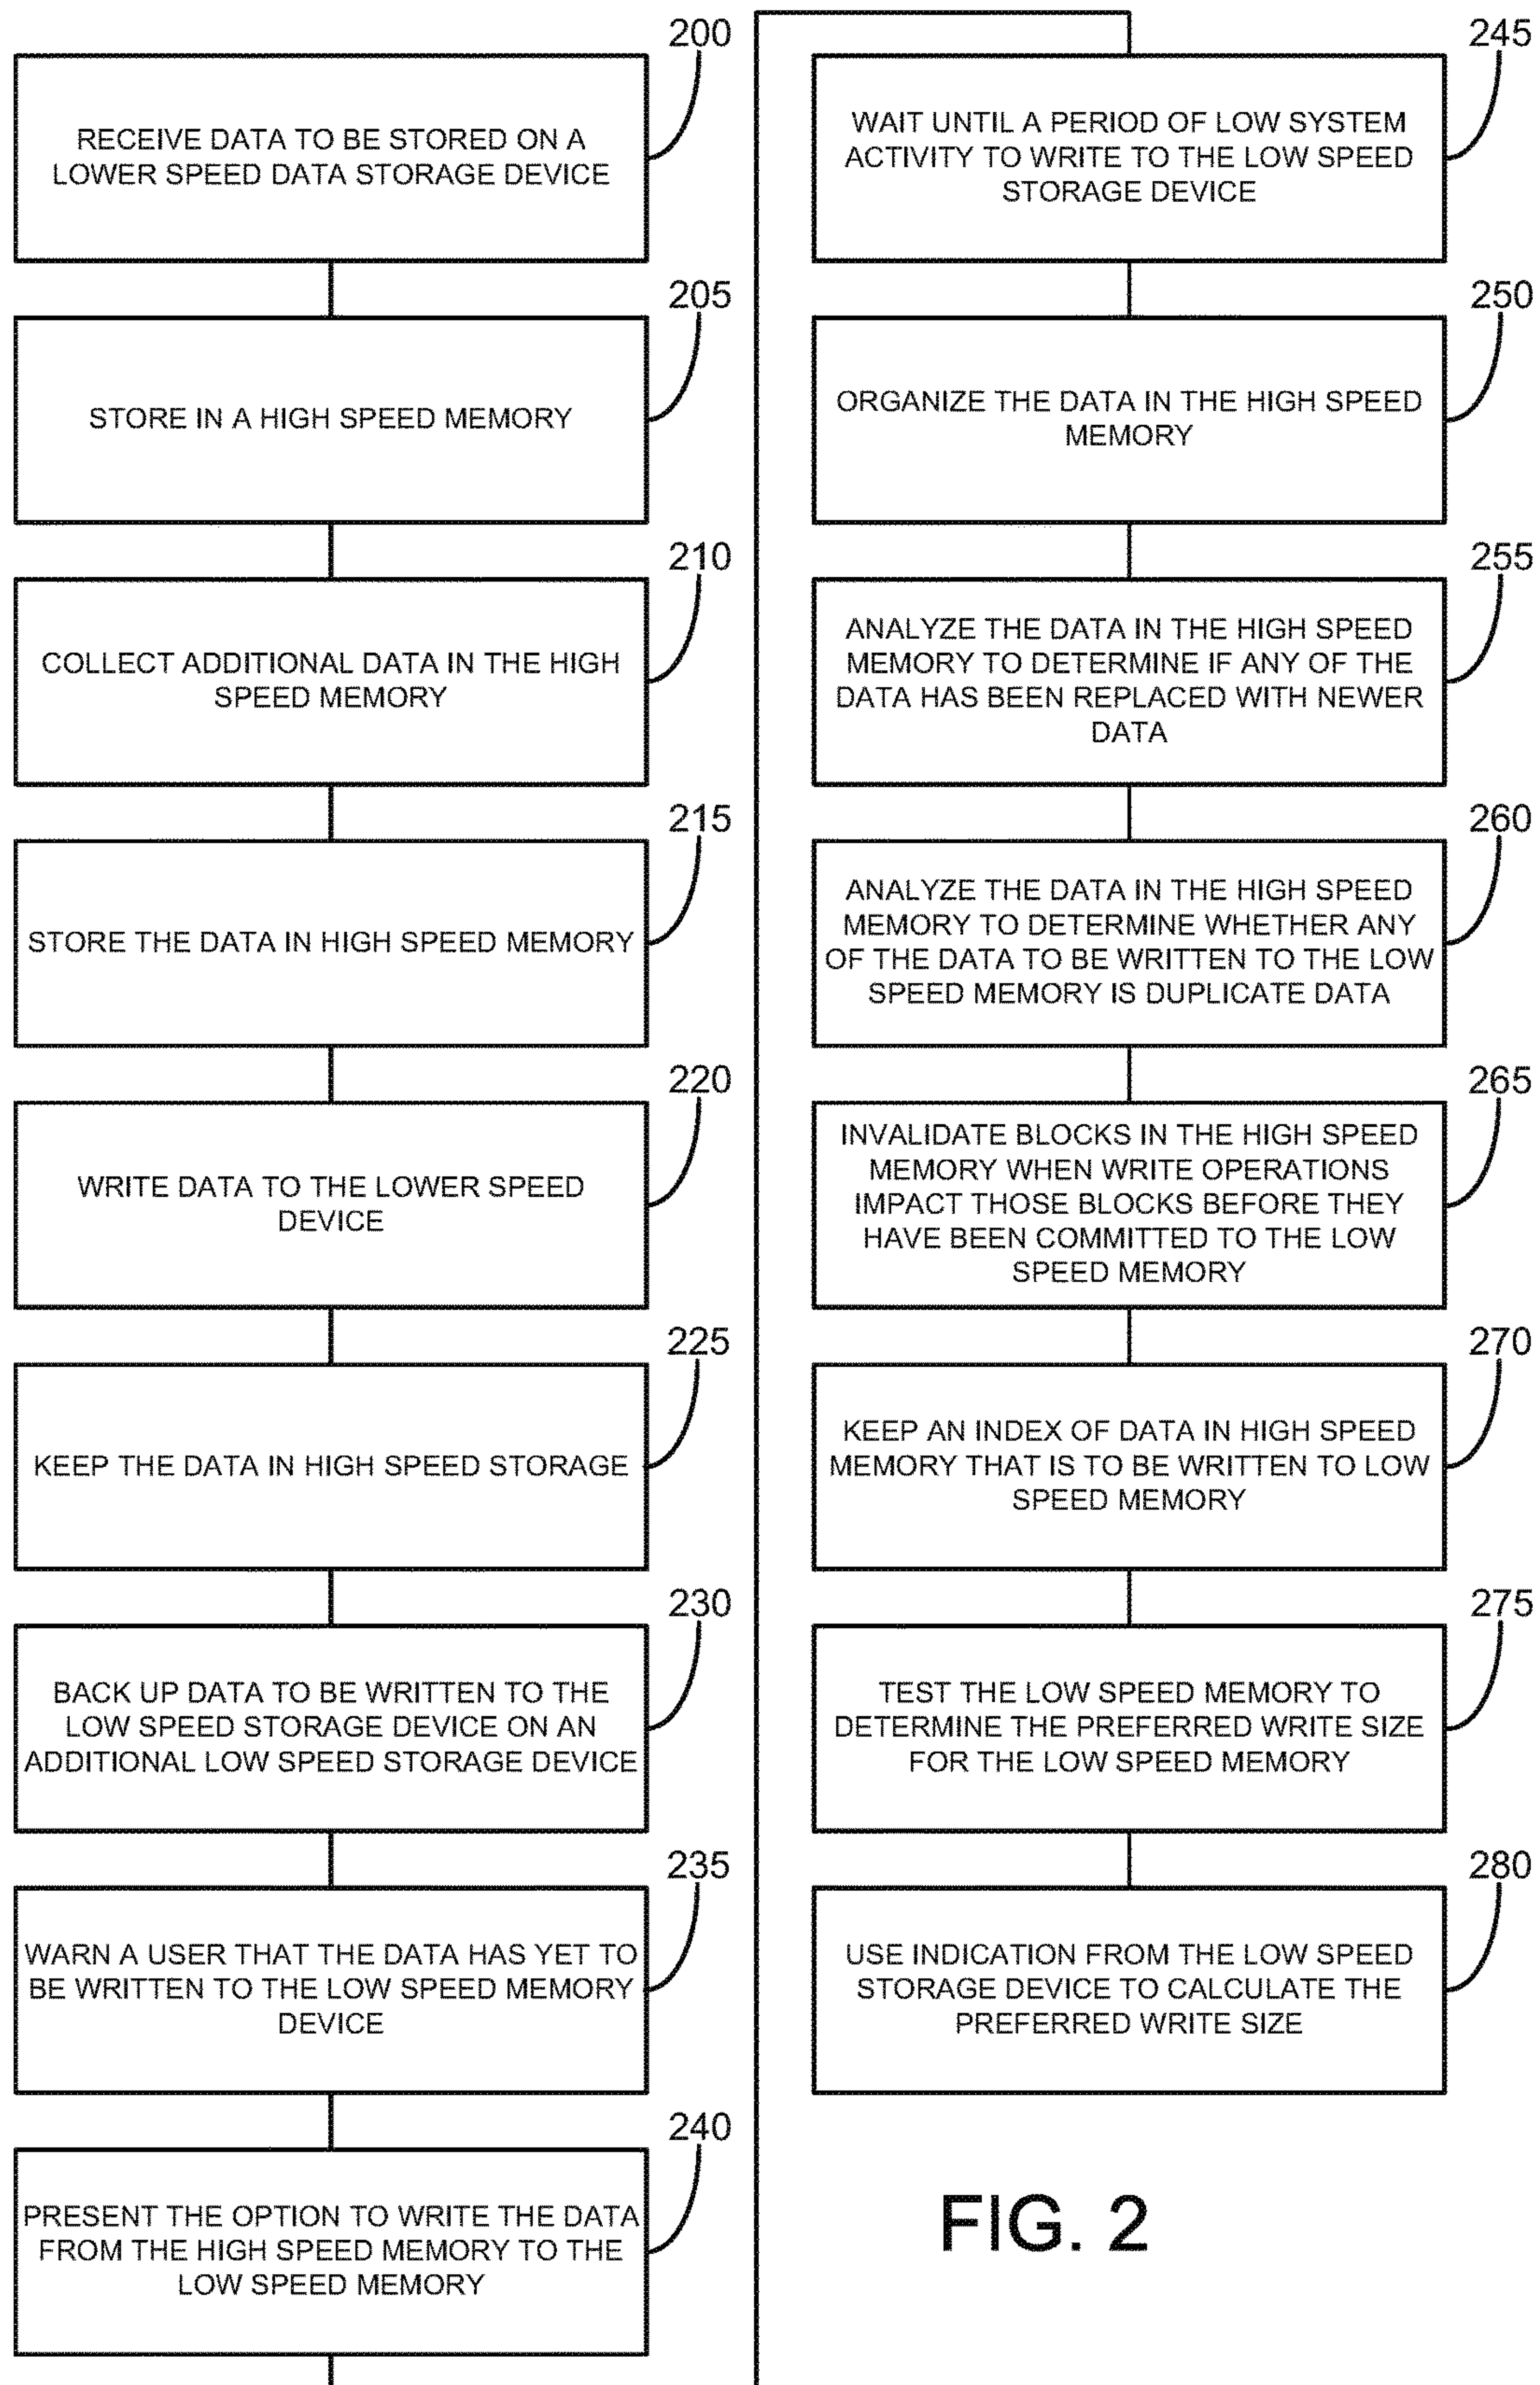 200
RECEIVE DATA TO BE STORED ON A
LOWER SPEED DATA STORAGE DEVICE
205
STORE IN A HIGH SPEED MEMORY
210
COLLECT ADDITIONAL DATA IN THE HIGH
SPEED MEMORY
215
STORE THE DATA IN HIGH SPEED MEMORY
220
WRITE DATA TO THE LOWER SPEED
DEVICE
225
KEEP THE DATA IN HIGH SPEED STORAGE
230
BACK UP DATA TO BE WRITTEN TO THE
LOW SPEED STORAGE DEVICE ON AN
ADDITIONAL LOW SPEED STORAGE DEVICE
235
WARN A USER THAT THE DATA HAS YET TO
BE WRITTEN TO THE LOW SPEED MEMORY
DEVICE
240
PRESENT THE OPTION TO WRITE THE DATA
FROM THE HIGH SPEED MEMORY TO THE
LOW SPEED MEMORY
245
WAIT UNTIL A PERIOD OF LOW SYSTEM
ACTIVITY TO WRITE TO THE LOW SPEED
STORAGE DEVICE
250
ORGANIZE THE DATA IN THE HIGH SPEED
MEMORY
255
ANALYZE THE DATA IN THE HIGH SPEED
MEMORY TO DETERMINE IF ANY OF THE
DATA HAS BEEN REPLACED WITH NEWER
DATA
260
ANALYZE THE DATA IN THE HIGH SPEED
MEMORY TO DETERMINE WHETHER ANY
OF THE DATA TO BE WRITTEN TO THE LOW
SPEED MEMORY IS DUPLICATE DATA
265
INVALIDATE BLOCKS IN THE HIGH SPEED
MEMORY WHEN WRITE OPERATIONS
IMPACT THOSE BLOCKS BEFORE THEY
HAVE BEEN COMMITTED TO THE LOW
SPEED MEMORY
270
KEEP AN INDEX OF DATA IN HIGH SPEED
MEMORY THAT IS TO BE WRITTEN TO LOW
SPEED MEMORY
275
TEST THE LOW SPEED MEMORY TO
DETERMINE THE PREFERRED WRITE SIZE
FOR THE LOW SPEED MEMORY
280
USE INDICATION FROM THE LOW SPEED
STORAGE DEVICE TO CALCULATE THE
PREFERRED WRITE SIZE
FIG. 2